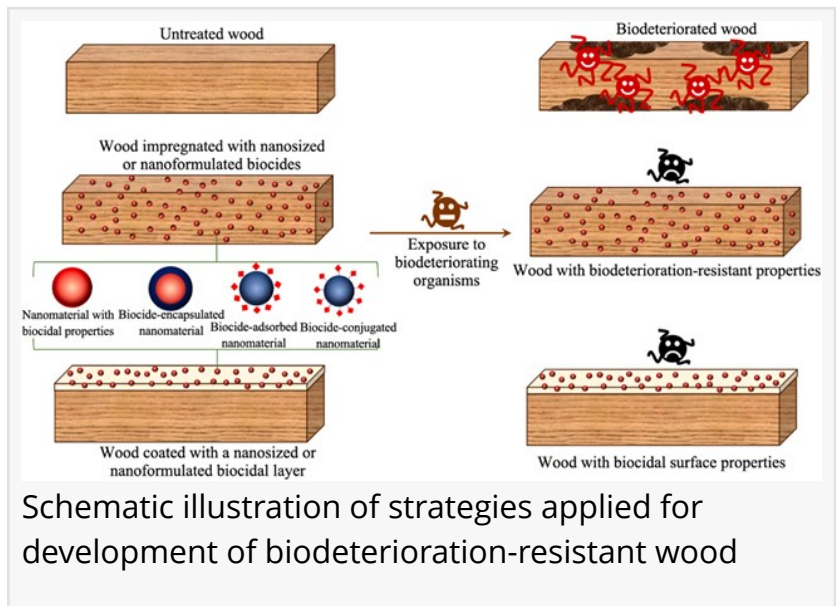 Untreated wood
Biodeteriorated wood
Wood impregnated with nanosized
or nanoformulated biocides
Exposure to
biodeteriorating
organisms
Wood with biodeterioration-resistant properties
Nanomaterial with
biocidal properties
Biocide-encapsulated
nanomaterial
Biocide-adsorbed
nanomaterial
Biocide-conjugated
nanomaterial
Wood coated with a nanosized or
nanoformulated biocidal layer
Wood with biocidal surface properties
Schematic illustration of strategies applied for
development of biodeterioration-resistant wood